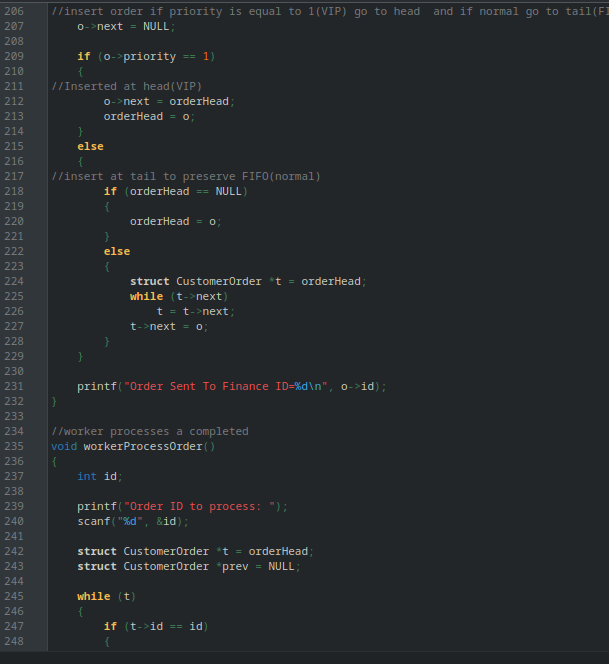 206 //insert order if priority is equal to 1(VIP) go to head  and if normal go to tail(FI
207     o->next = NULL;
208
209     if (o->priority == 1)
210     {
211 //Inserted at head(VIP)
212         o->next = orderHead;
213         orderHead = o;
214     }
215     else
216     {
217 //insert at tail to preserve FIFO(normal)
218         if (orderHead == NULL)
219         {
220             orderHead = o;
221         }
222         else
223         {
224             struct CustomerOrder *t = orderHead;
225             while (t->next)
226                 t = t->next;
227             t->next = o;
228         }
229     }
230
231     printf("Order Sent To Finance ID=%d\n", o->id);
232 }
233
234 //worker processes a completed
235 void workerProcessOrder()
236 {
237     int id;
238
239     printf("Order ID to process: ");
240     scanf("%d", &id);
241
242     struct CustomerOrder *t = orderHead;
243     struct CustomerOrder *prev = NULL;
244
245     while (t)
246     {
247         if (t->id == id)
248         {